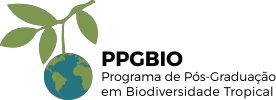 PPGBIO
Programa de Pós-Graduação
em Biodiversidade Tropical